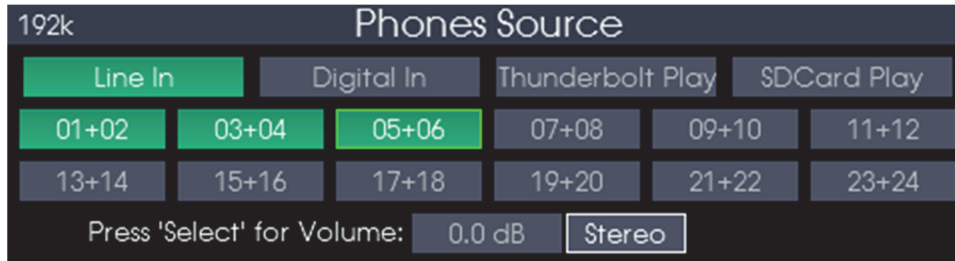 192k Phones Source
Line In Digital In Thunderbolt Play SDCard Play
01+02 03+04 05+06 07+08 09+10 11+12
13+14 15+16 17+18 19+20 21+22 23+24
Press 'Select' for Volume: 0.0 dB Stereo